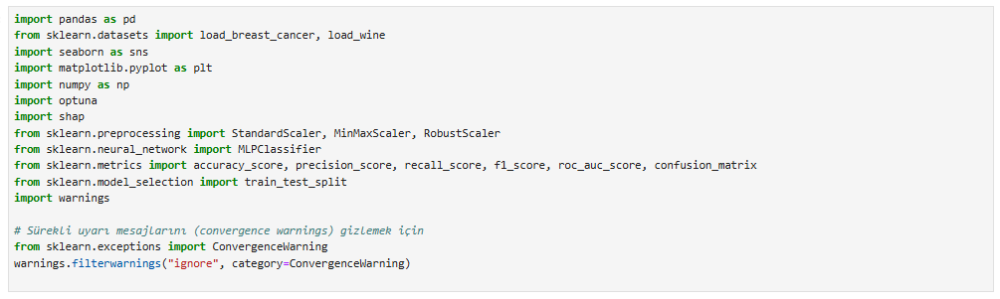 import pandas as pd
from sklearn.datasets import load_breast_cancer, load_wine
import seaborn as sns
import matplotlib.pyplot as plt
import numpy as np
import optuna
import shap
from sklearn.preprocessing import StandardScaler, MinMaxScaler, RobustScaler
from sklearn.neural_network import MLPClassifier
from sklearn.metrics import accuracy_score, precision_score, recall_score, f1_score, roc_auc_score, confusion_matrix
from sklearn.model_selection import train_test_split
import warnings
# Sürekli uyarı mesajlarını (convergence warnings) gizlemek için
from sklearn.exceptions import ConvergenceWarning
warnings.filterwarnings("ignore", category=ConvergenceWarning)